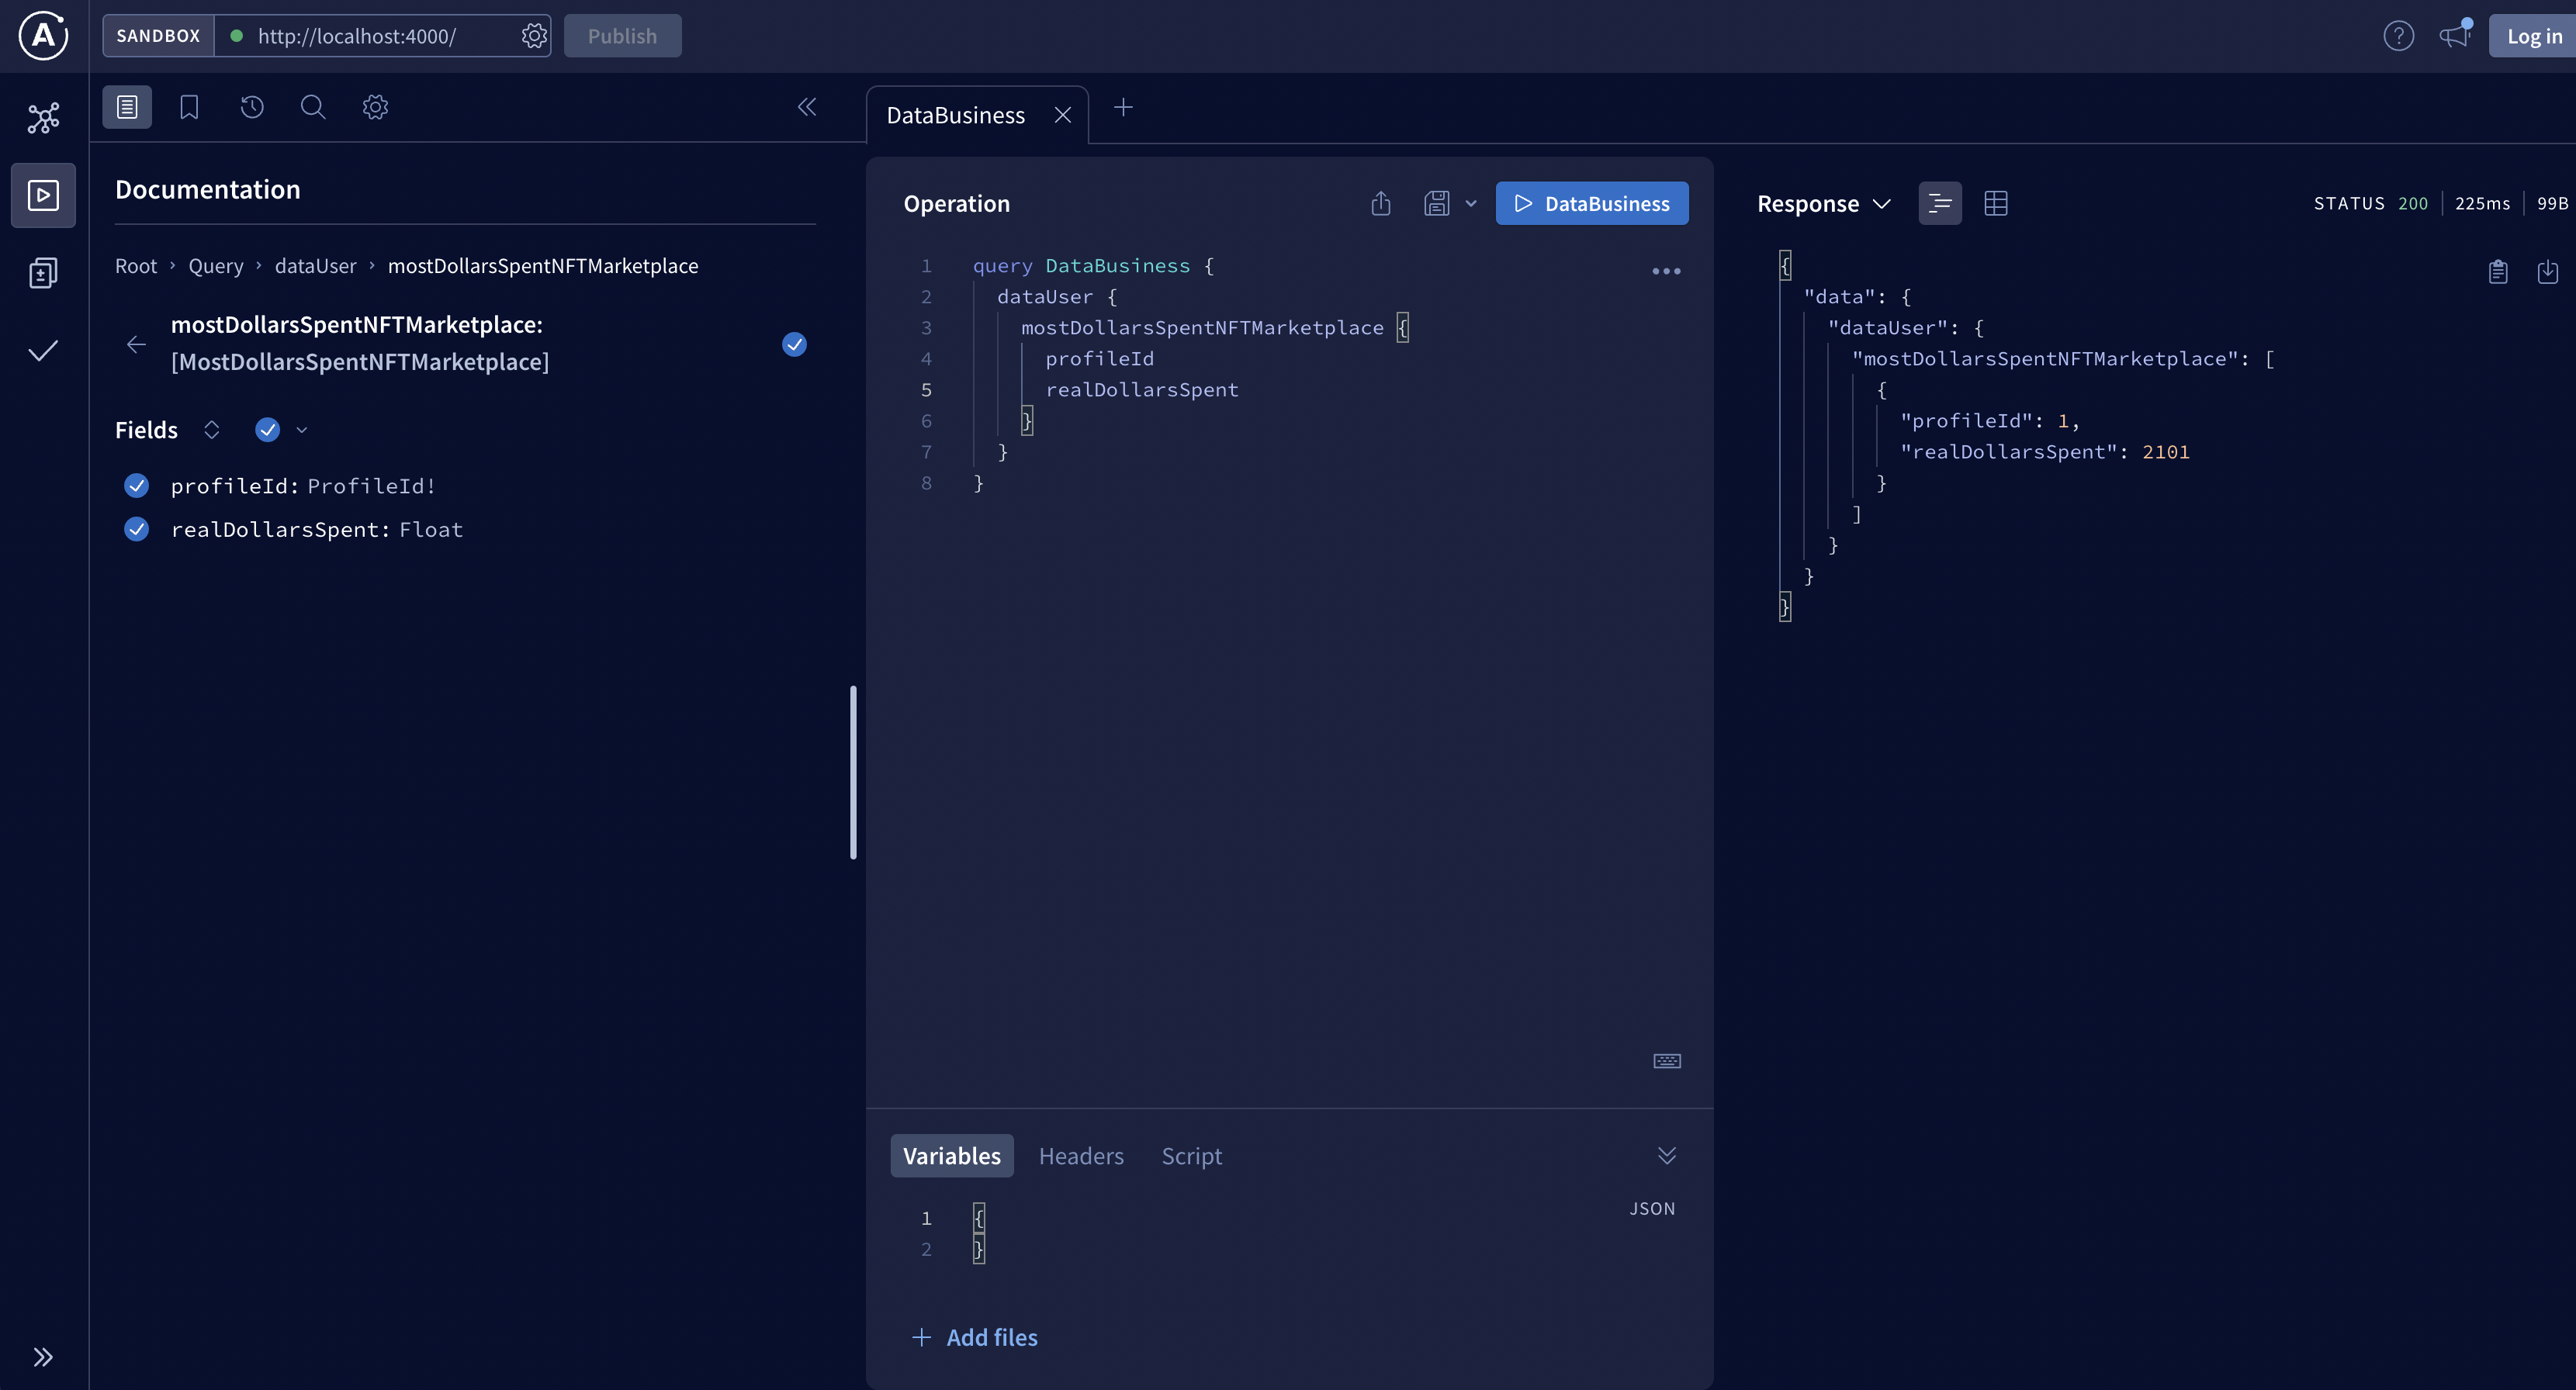 SANDBOX
http://localhost:4000/
Publish
Log in
DataBusiness
Documentation
Root › Query › dataUser › mostDollarsSpentNFTMarketplace
mostDollarsSpentNFTMarketplace:
[MostDollarsSpentNFTMarketplace]
Fields
profileId: ProfileId!
realDollarsSpent: Float
Operation
DataBusiness
1 query DataBusiness {
2 dataUser {
3 mostDollarsSpentNFTMarketplace {
4 profileId
5 realDollarsSpent
6 }
7 }
8 }
Variables Headers Script
JSON
1 {
2 }
+ Add files
Response
STATUS 200 225ms 99B
{
"data": {
"dataUser": {
"mostDollarsSpentNFTMarketplace": [
{
"profileId": 1,
"realDollarsSpent": 2101
}
]
}
}
}